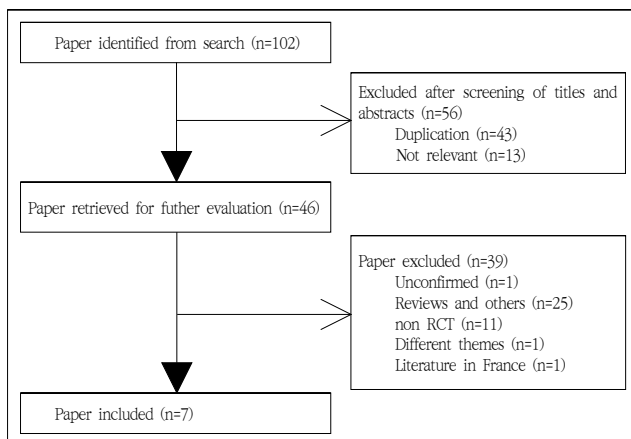 Paper identified from search (n=102)
Excluded after screening of titles and
abstracts (n=56)
Duplication (n=43)
Not relevant (n=13)
Paper retrieved for futher evaluation (n=46)
Paper excluded (n=39)
Unconfirmed (n=1)
Reviews and others (n=25)
non RCT (n=11)
Different themes (n=1)
Literature in France (n=1)
Paper included (n=7)